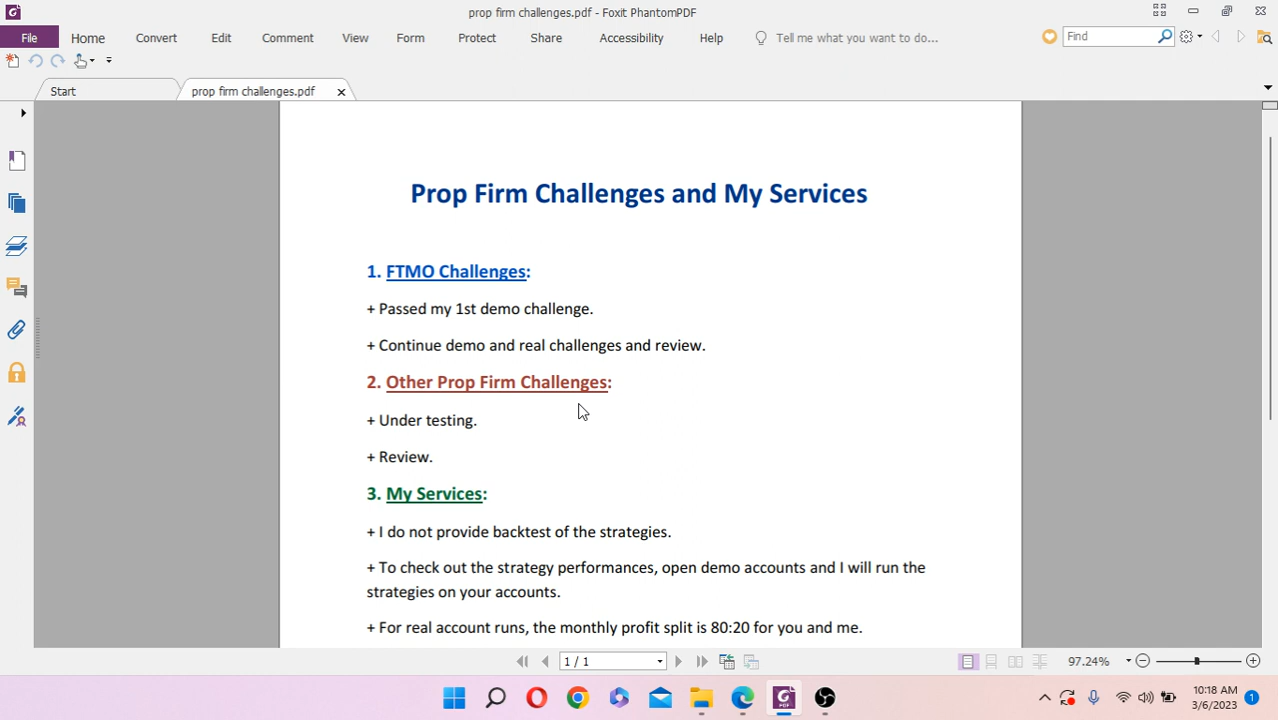 prop firm challenges.pdf - Foxit PhantomPDF
File Home Convert Edit Comment View Form Protect Share Accessibility Help Tell me what you want to do... Find
Start prop firm challenges.pdf
Prop Firm Challenges and My Services
1. FTMO Challenges:
+ Passed my 1st demo challenge.
+ Continue demo and real challenges and review.
2. Other Prop Firm Challenges:
+ Under testing.
+ Review.
3. My Services:
+ I do not provide backtest of the strategies.
+ To check out the strategy performances, open demo accounts and I will run the
strategies on your accounts.
+ For real account runs, the monthly profit split is 80:20 for you and me.
1 / 1 97.24%
10:18 AM
3/6/2023 1